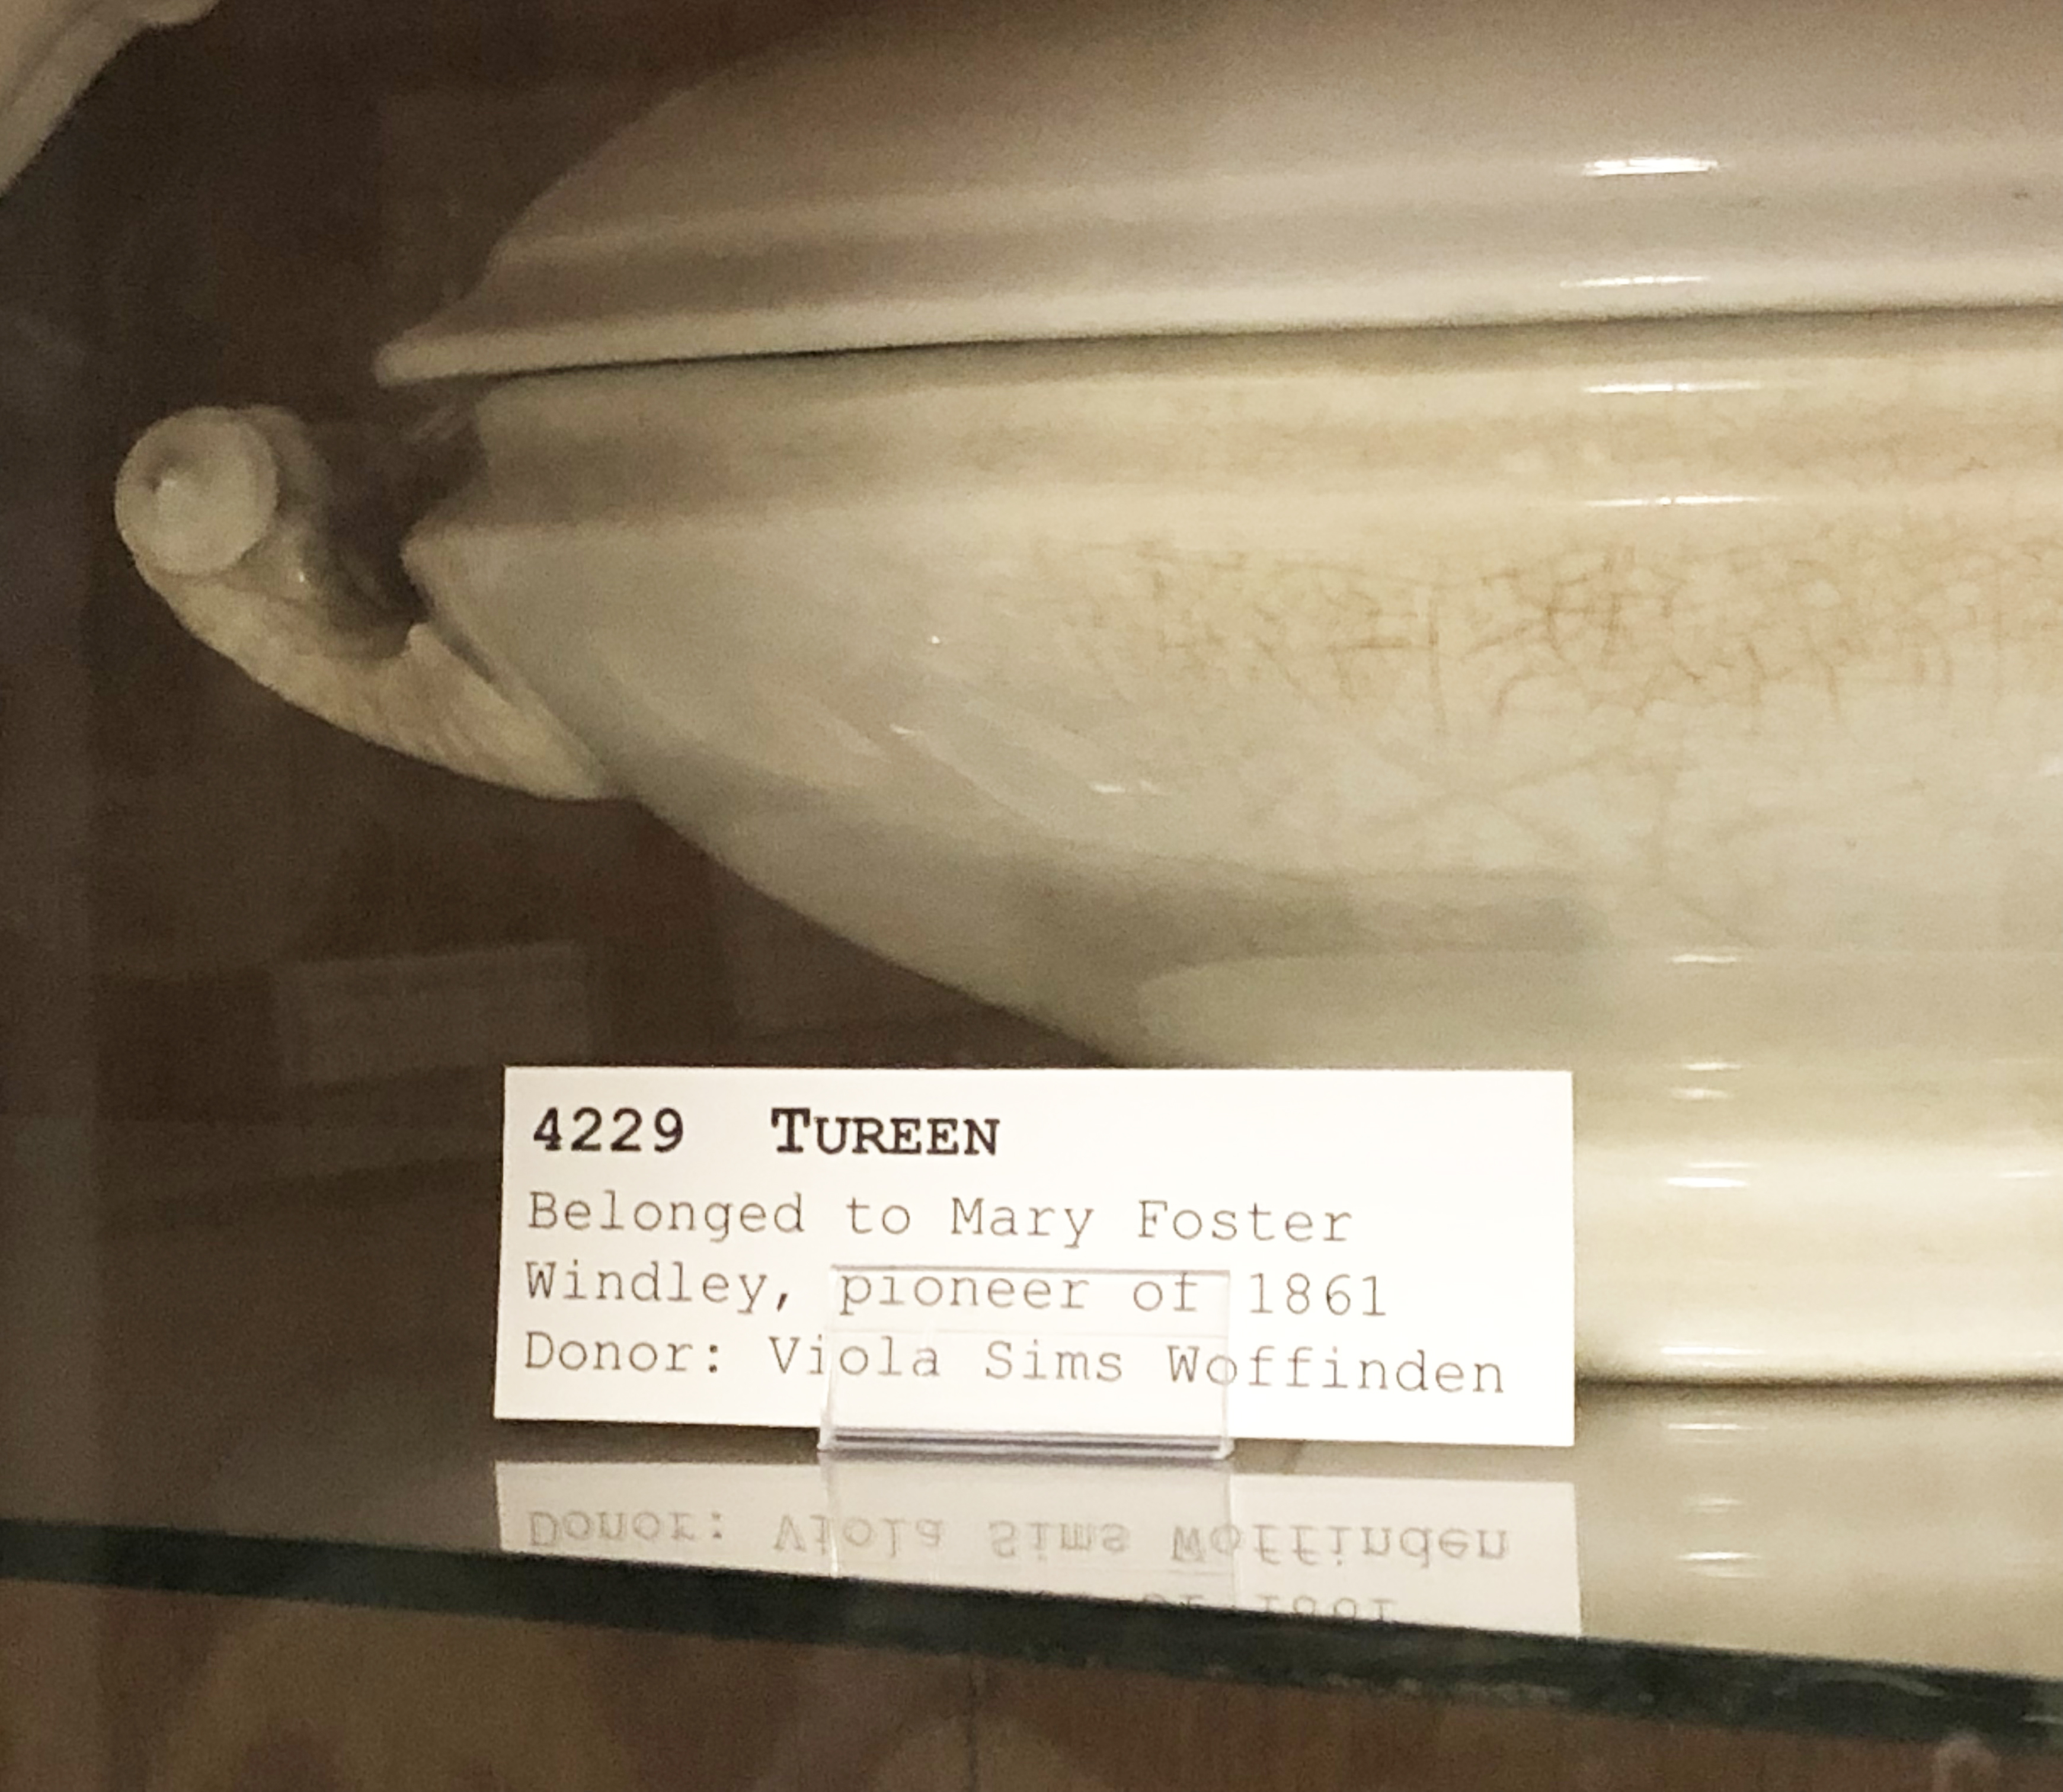 4229 TUREEN
Belonged to Mary Foster
Windley, pioneer of 1861
Donor: Viola Sims Woffinden